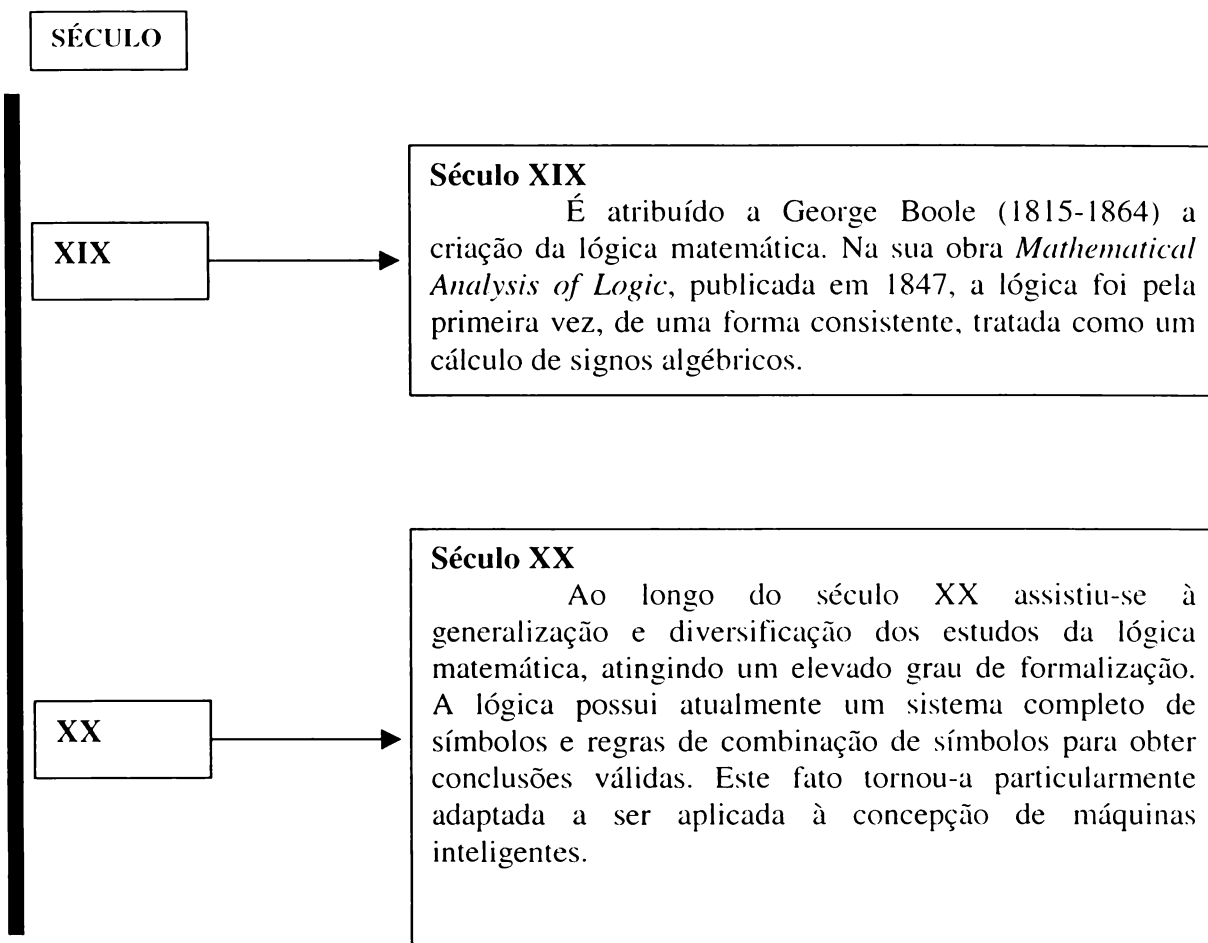 SÉCULO
XIX
Século XIX
É atribuído a George Boole (1815-1864) a
criação da lógica matemática. Na sua obra Mathematical
Analysis of Logic, publicada em 1847, a lógica foi pela
primeira vez, de uma forma consistente, tratada como um
cálculo de signos algébricos.
XX
Século XX
Ao longo do século XX assistiu-se à
generalização e diversificação dos estudos da lógica
matemática, atingindo um elevado grau de formalização.
A lógica possui atualmente um sistema completo de
símbolos e regras de combinação de símbolos para obter
conclusões válidas. Este fato tornou-a particularmente
adaptada a ser aplicada à concepção de máquinas
inteligentes.